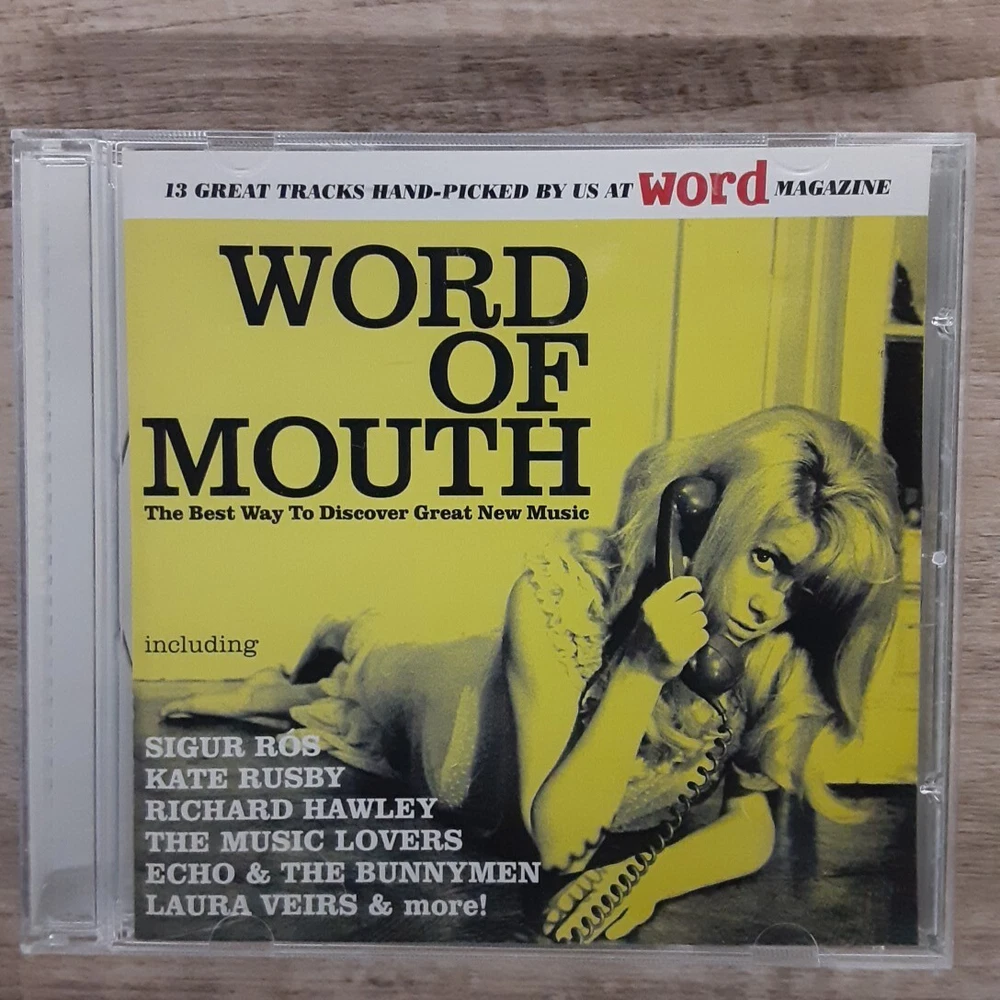 13 GREAT TRACKS HAND-PICKED BY US AT word MAGAZINE
WORD
OF
MOUTH
The Best Way To Discover Great New Music
including
SIGUR RÓS
KATE RUSBY
RICHARD HAWLEY
THE MUSIC LOVERS
ECHO & THE BUNNYMEN
LAURA VEIRS & more!